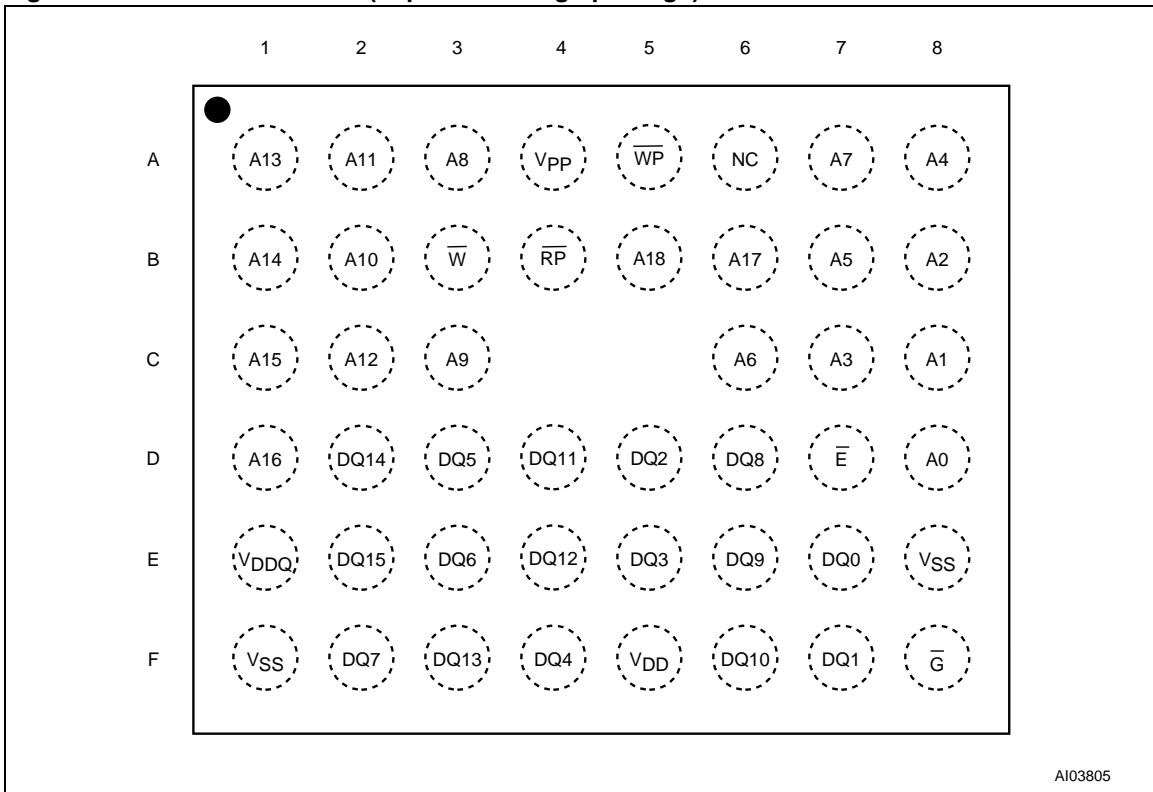 1 2 3 4 5 6 7 8
A A13 A11 A8 VPP W̅P̅ NC A7 A4
B A14 A10 W̅ R̅P̅ A18 A17 A5 A2
C A15 A12 A9 A6 A3 A1
D A16 DQ14 DQ5 DQ11 DQ2 DQ8 E̅ A0
E VDDQ DQ15 DQ6 DQ12 DQ3 DQ9 DQ0 VSS
F VSS DQ7 DQ13 DQ4 VDD DQ10 DQ1 G̅
AI03805